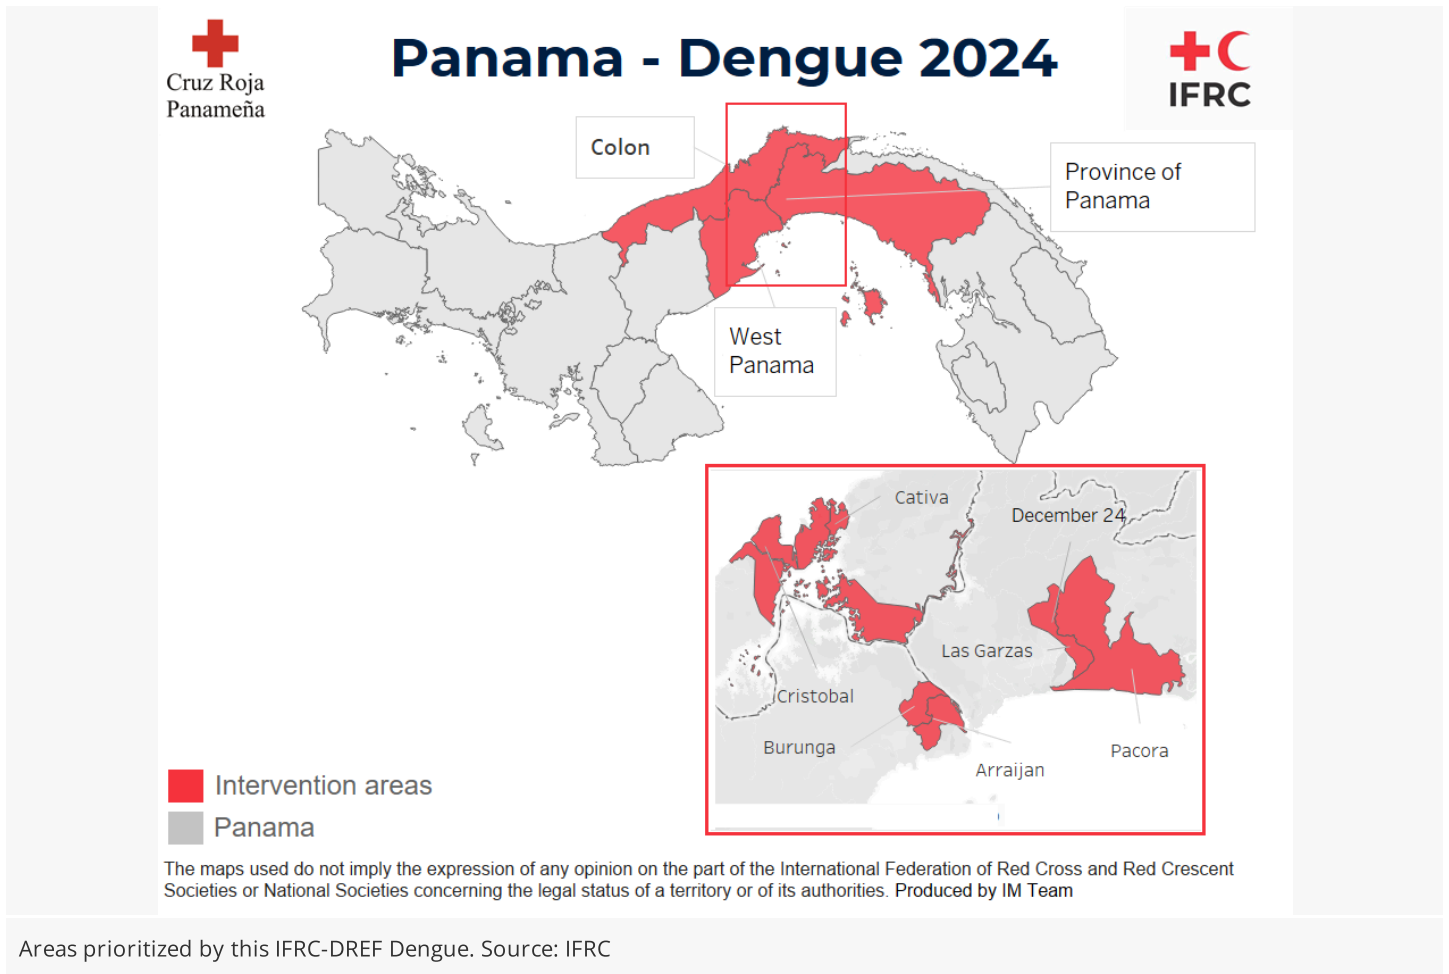 Cruz Roja
Panameña
Panama - Dengue 2024
IFRC
Colon
Province of
Panama
West
Panama
Cativa
December 24
Las Garzas
Cristobal
Burunga
Arraijan
Pacora
Intervention areas
Panama
The maps used do not imply the expression of any opinion on the part of the International Federation of Red Cross and Red Crescent
Societies or National Societies concerning the legal status of a territory or of its authorities. Produced by IM Team
Areas prioritized by this IFRC-DREF Dengue. Source: IFRC